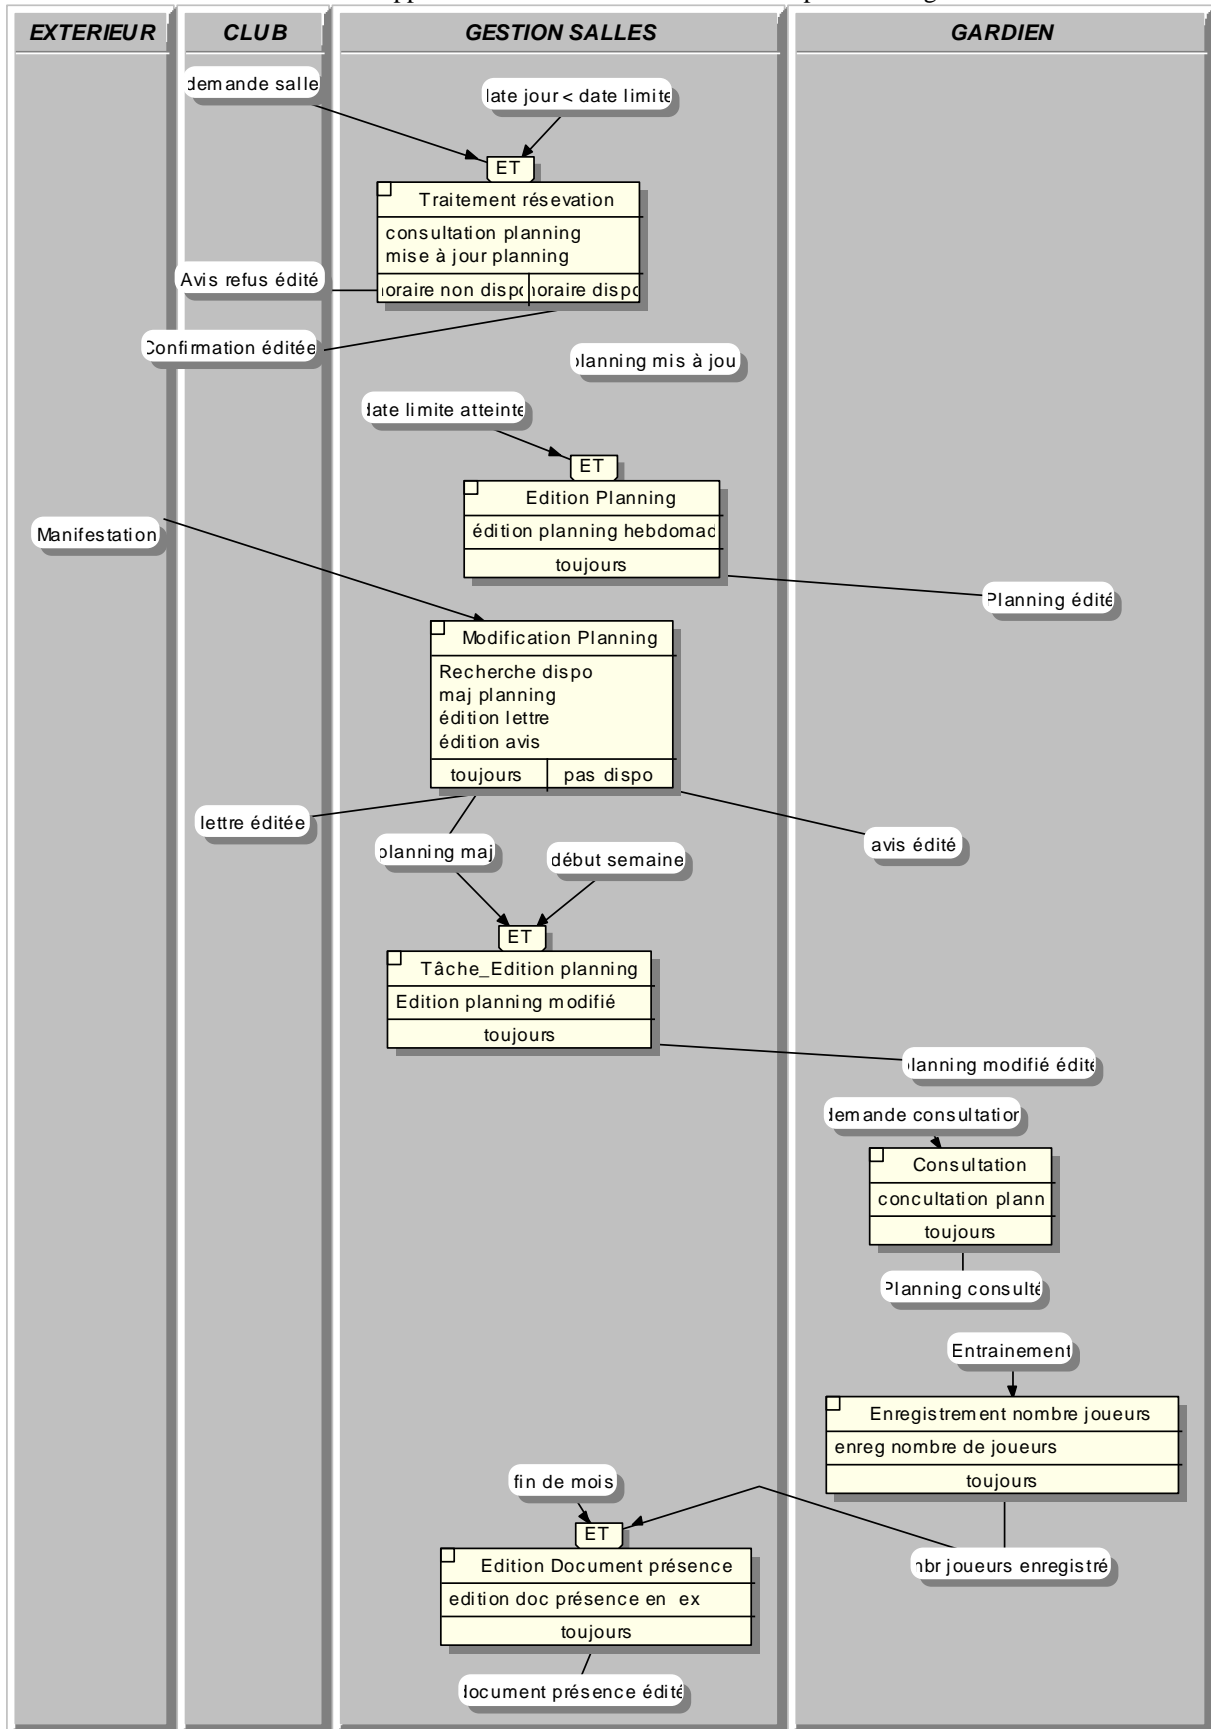 EXTERIEUR
CLUB
GESTION SALLES
GARDIEN
demande salle
date jour < date limite
ET
Traitement résevation
consultation planning
mise à jour planning
horaire non dispo
horaire dispo
Avis refus édité
Confirmation éditée
planning mis à jou
date limite atteinte
ET
Edition Planning
édition planning hebdomad
toujours
Manifestation
Planning édité
Modification Planning
Recherche dispo
maj planning
édition lettre
édition avis
toujours
pas dispo
lettre éditée
planning maj
début semaine
avis édité
ET
Tâche_Edition planning
Edition planning modifié
toujours
planning modifié édité
demande consultation
Consultation
concultation plann
toujours
Planning consulté
Entrainement
Enregistrement nombre joueurs
enreg nombre de joueurs
toujours
fin de mois
ET
nbr joueurs enregistré
Edition Document présence
edition doc présence en ex
toujours
document présence édité